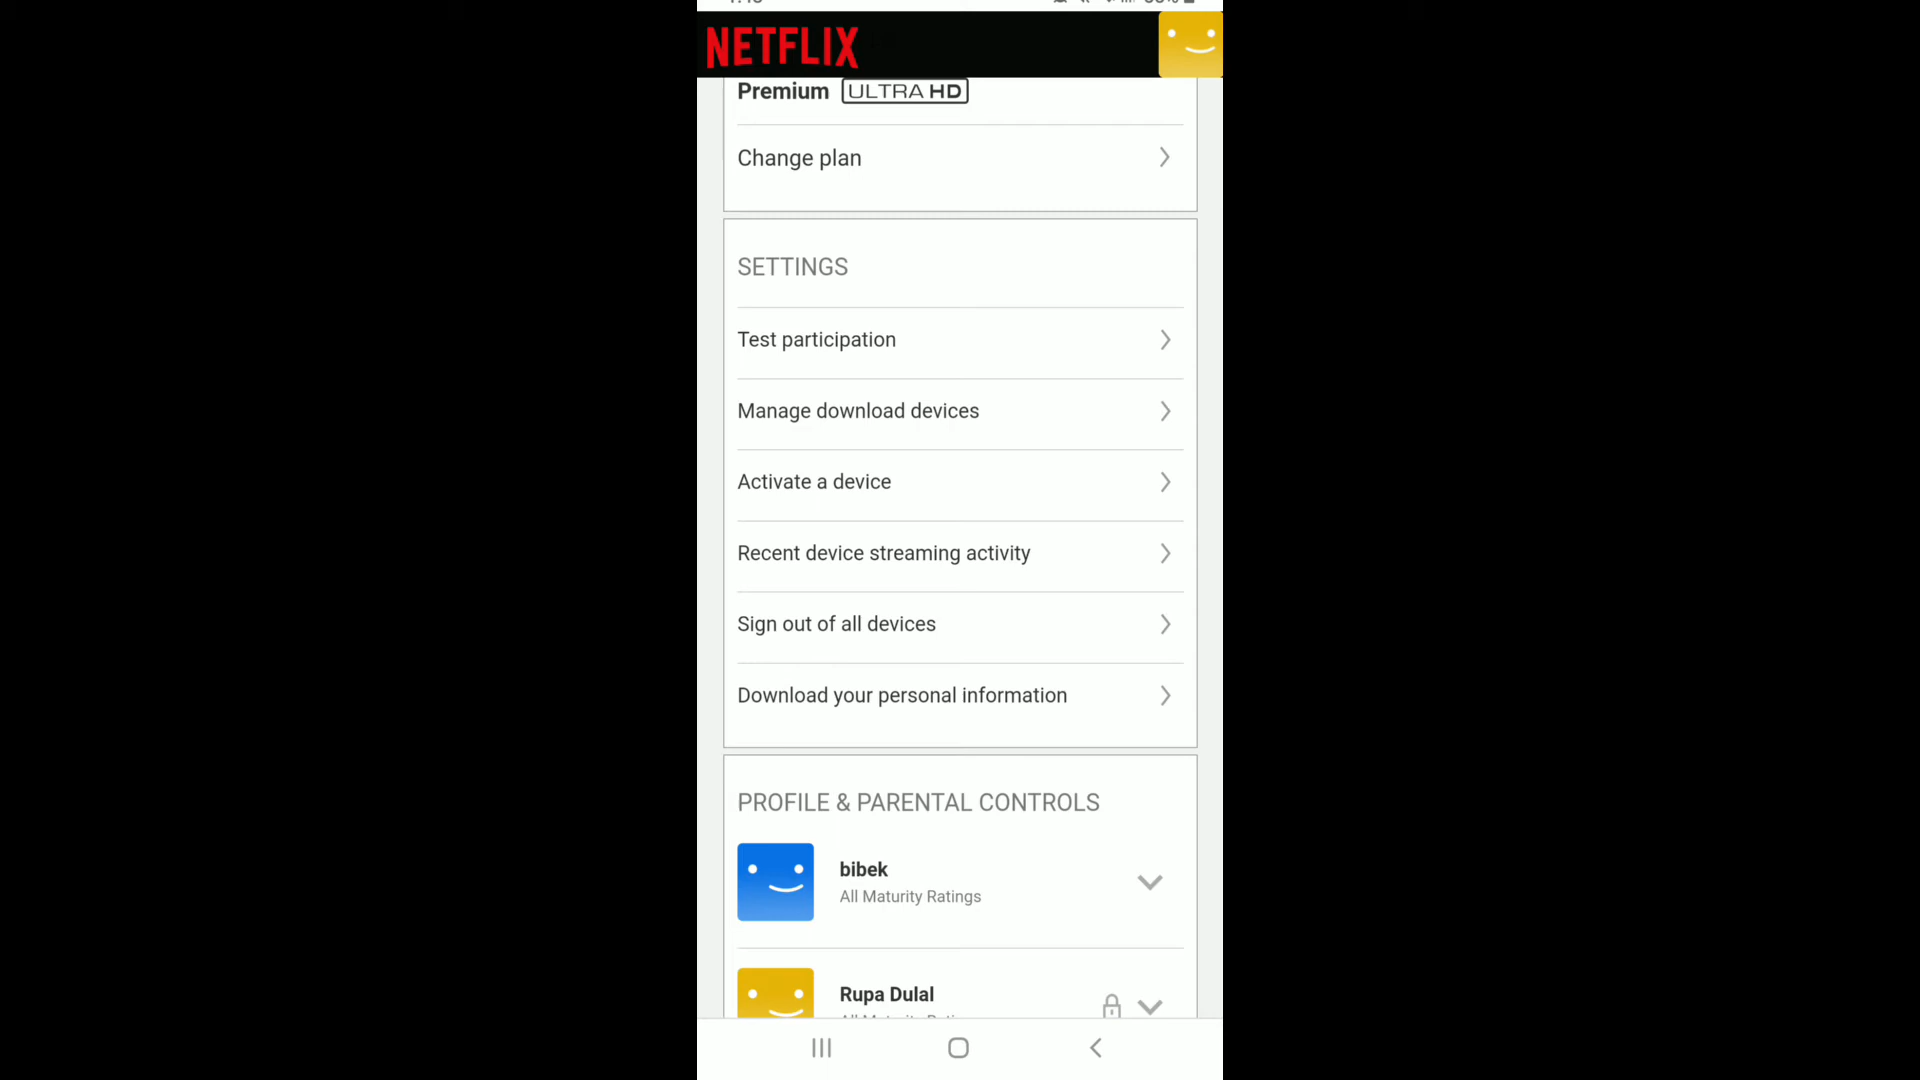 NETFLIX
Premium ULTRA HD
Change plan
SETTINGS
Test participation
Manage download devices
Activate a device
Recent device streaming activity
Sign out of all devices
Download your personal information
PROFILE & PARENTAL CONTROLS
bibek
All Maturity Ratings
Rupa Dulal